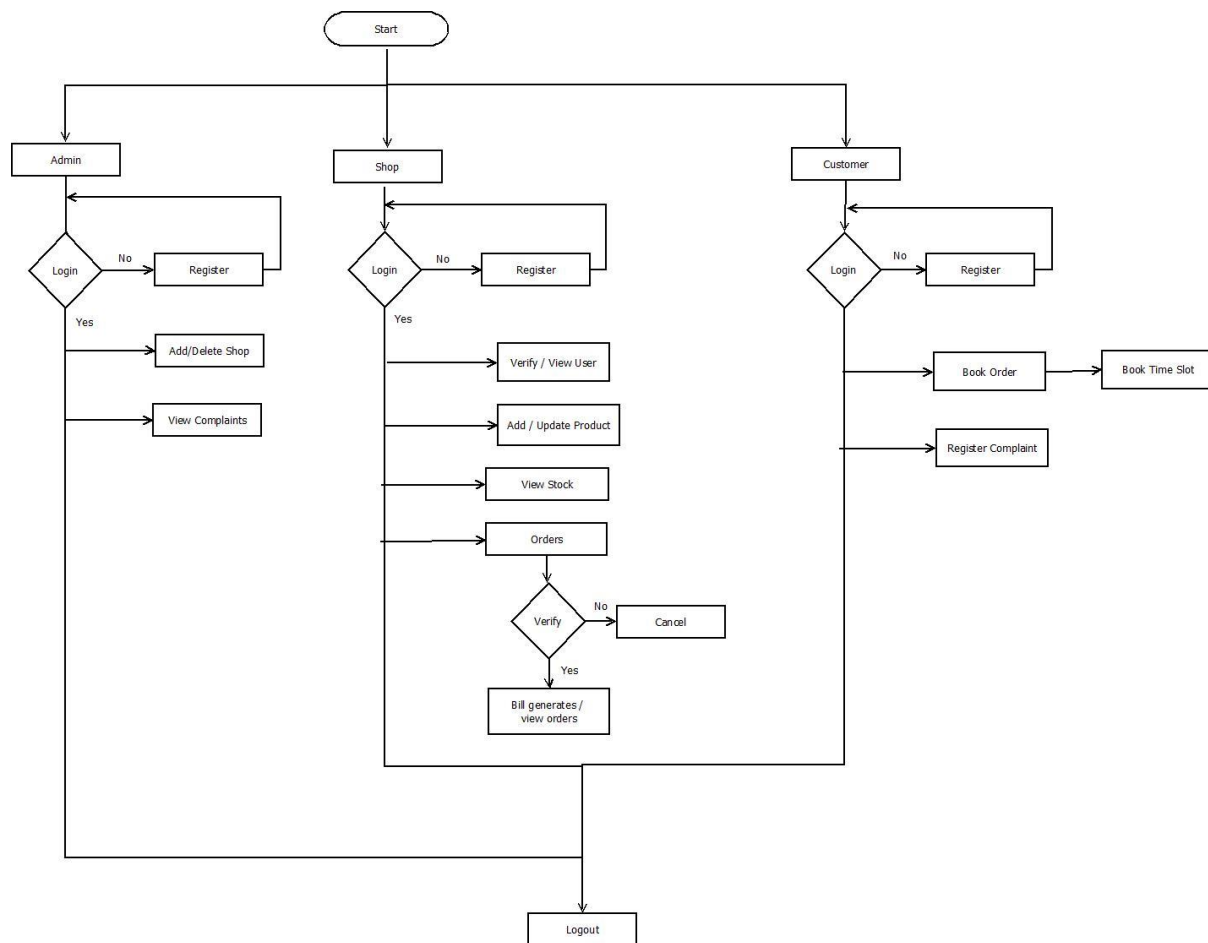 Start
Admin
Shop
Customer
Login
No
Register
Login
No
Register
Login
No
Register
Yes
Yes
Add/Delete Shop
Verify / View User
Book Order
Book Time Slot
View Complaints
Add / Update Product
Register Complaint
View Stock
Orders
Verify
No
Cancel
Yes
Bill generates /
view orders
Logout